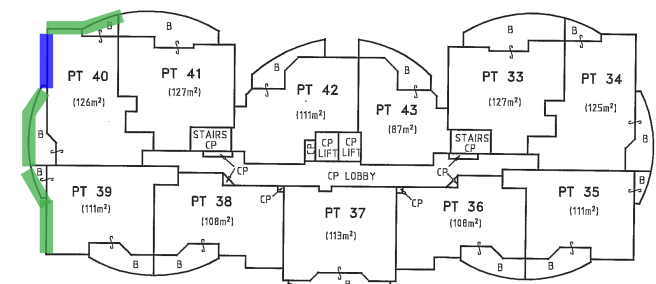 B
B
B
B
B
B
PT 40
(126m²)
PT 41
(127m²)
PT 42
(111m²)
PT 43
(87m²)
PT 33
(127m²)
PT 34
(125m²)
B
B
STAIRS
CP
CP
CP
LIFT
CP
LIFT
STAIRS
CP
CP
CP
CP LOBBY
B
B
PT 39
(111m²)
PT 38
(108m²)
CP
PT 37
(113m²)
CP
PT 36
(108m²)
PT 35
(111m²)
B
B
B
B
B